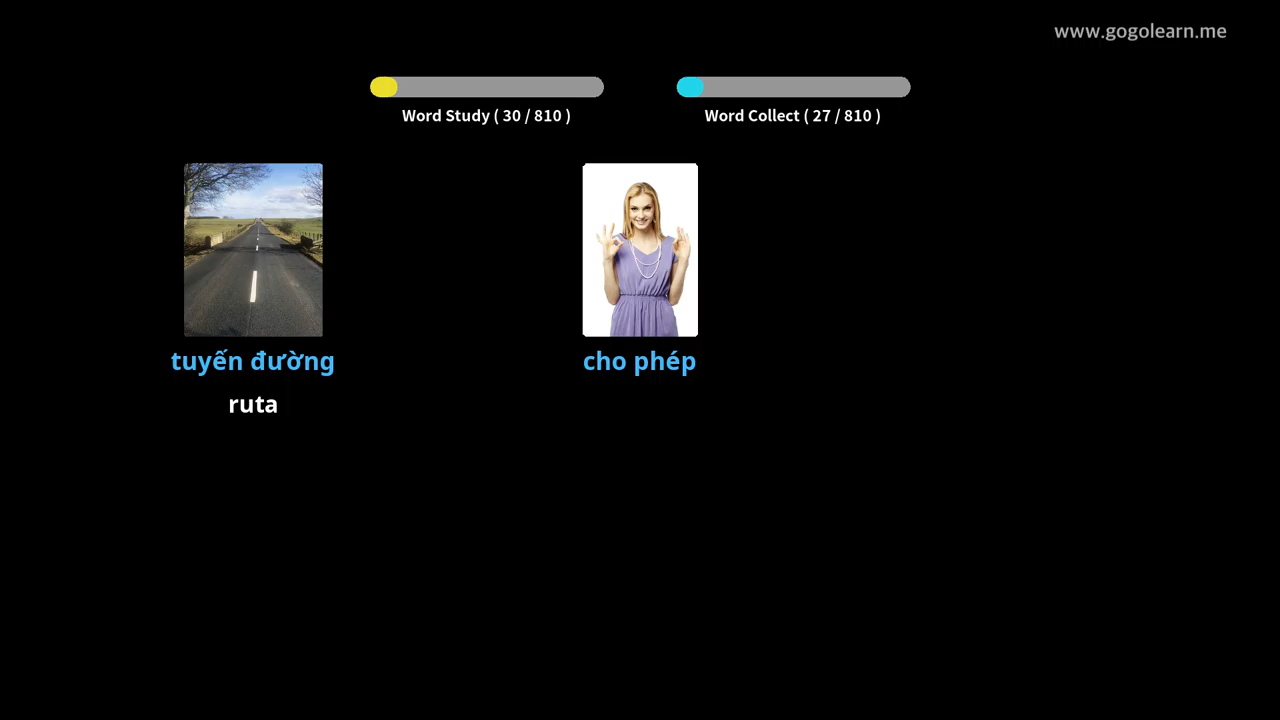 www.gogolearn.me
Word Study ( 30 / 810 )
Word Collect ( 27 / 810 )
tuyến đường
ruta
cho phép